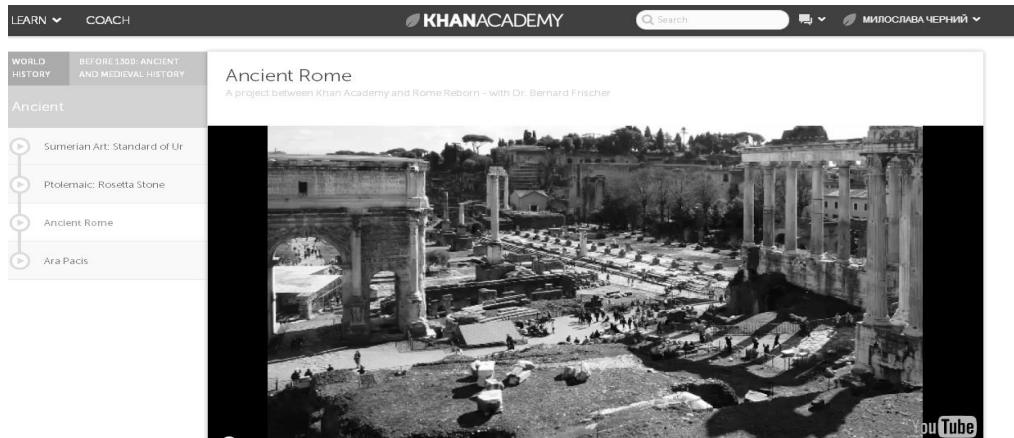 LEARN COACH KHANACADEMY Search МИЛОСЛАВА ЧЕРНИЙ
WORLD HISTORY
BEFORE 1300: ANCIENT AND MEDIEVAL HISTORY
Ancient
Sumerian Art: Standard of Ur
Ptolemaic: Rosetta Stone
Ancient Rome
Ara Pacis
Ancient Rome
A project between Khan Academy and Rome Reborn - with Dr. Bernard Frischer
YouTube